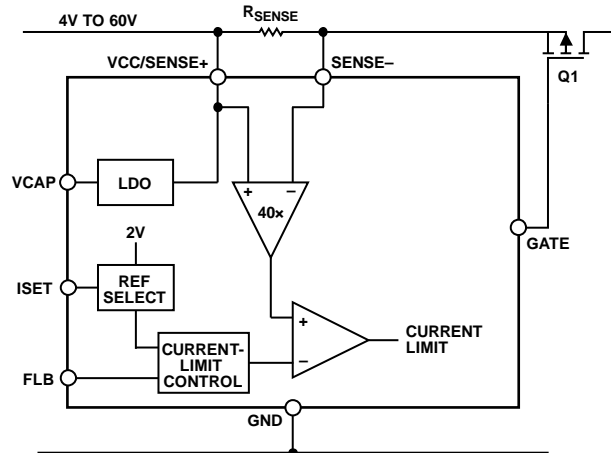 4V TO 60V
RSENSE
VCC/SENSE+
SENSE–
Q1
VCAP
LDO
+
–
40×
2V
GATE
ISET
REF
SELECT
+
–
CURRENT
LIMIT
CURRENT-
LIMIT
CONTROL
FLB
GND